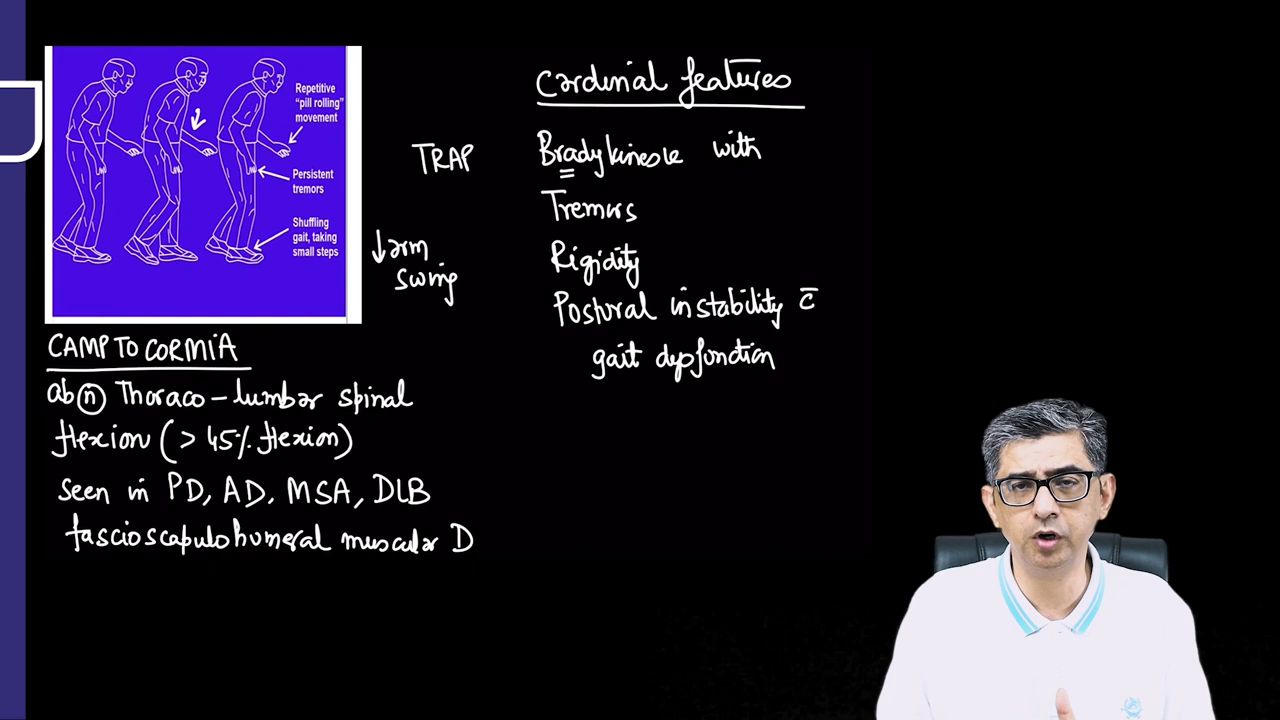 Repetitive
"pill rolling"
movement
Persistent
tremors
Shuffling
gait, taking
small steps
↓ arm
swing
CAMPTOCORMIA
ab(n) Thoraco-lumbar spinal
flexion (> 45% flexion)
seen in PD, AD, MSA, DLB
fascioscapulohumeral muscular D
Cardinal features
TRAP
Bradykinesia with
Tremors
Rigidity
Postural instability c̄
gait dysfunction